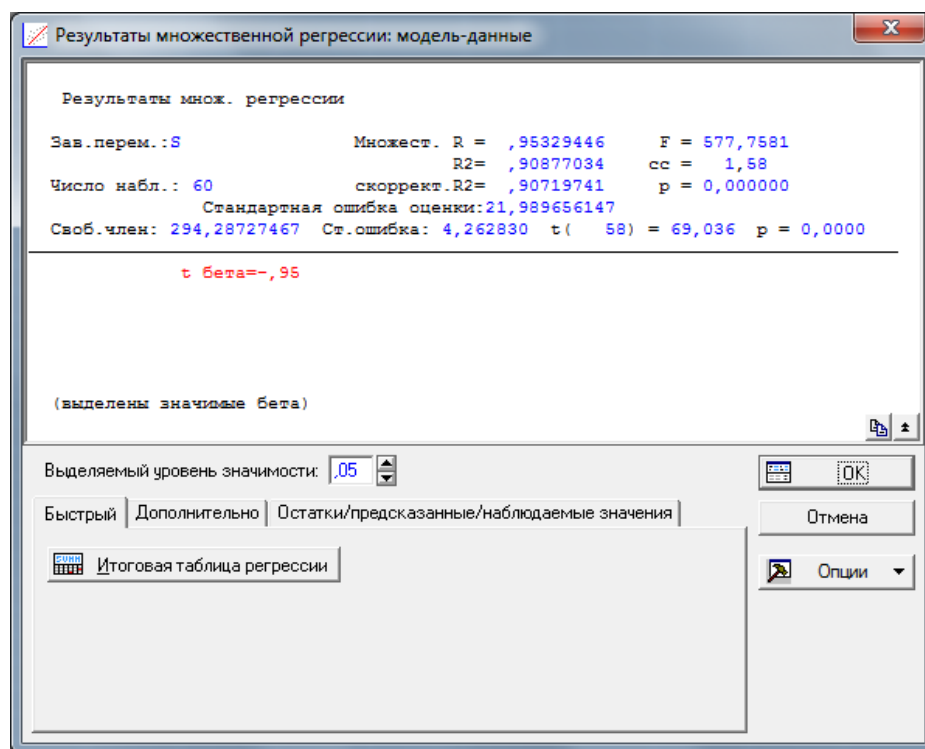 Результаты множественной регрессии: модель-данные
Результаты множ. регрессии
Зав.перем.:S Множест. R = ,95329446 F = 577,7581
R2= ,90877034 cc = 1,58
Число набл.: 60 скоррект.R2= ,90719741 p = 0,000000
Стандартная ошибка оценки:21,989656147
Своб.член: 294,28727467 Ст.ошибка: 4,262830 t( 58) = 69,036 p = 0,0000
t бета=-,95
(выделены значимые бета)
Выделяемый уровень значимости: ,05
OK
Быстрый Дополнительно Остатки/предсказанные/наблюдаемые значения
Отмена
SUMM
Итоговая таблица регрессии
Опции